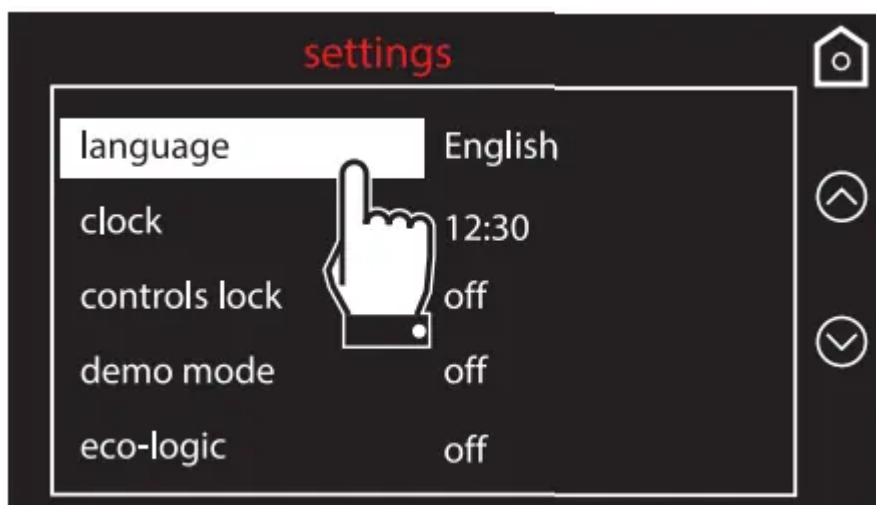 settings
language English
clock 12:30
controls lock off
demo mode off
eco-logic off